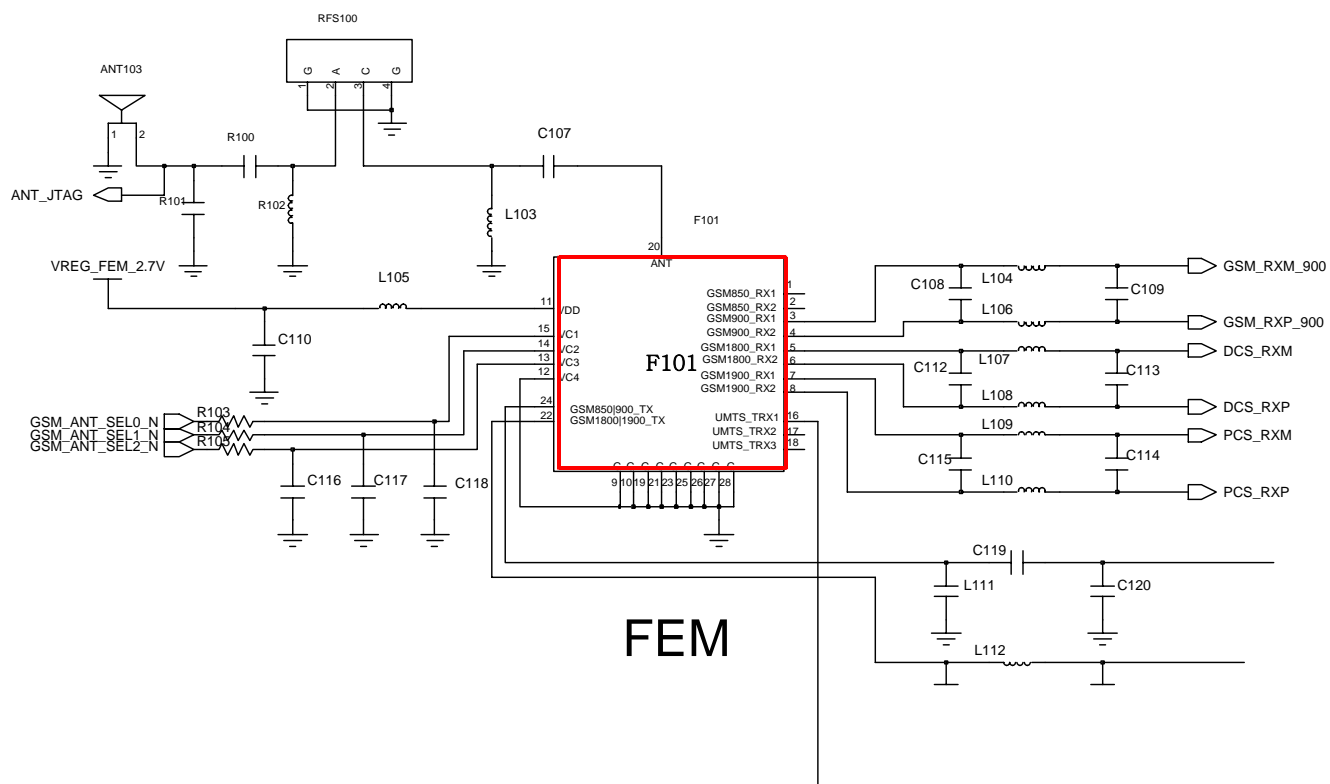 RFS100
G A C G
1 2 3 4
ANT103
1 2
R100
C107
ANT_JTAG
R101
R102
L103
F101
20
ANT
VREG_FEM_2.7V
L105
C110
11 VDD
15 VC1
14 VC2
13 VC3
12 VC4
24 GSM850|900_TX
22 GSM1800|1900_TX
F101
GSM850_RX1 1
GSM850_RX2 2
GSM900_RX1 3
GSM900_RX2 4
GSM1800_RX1 5
GSM1800_RX2 6
GSM1900_RX1 7
GSM1900_RX2 8
UMTS_TRX1 16
UMTS_TRX2 17
UMTS_TRX3 18
G G G G G G G G G
9 10 19 21 23 25 26 27 28
GSM_ANT_SEL0_N R103
GSM_ANT_SEL1_N R104
GSM_ANT_SEL2_N R105
C116 C117 C118
C108 L104 C109 GSM_RXM_900
L106 GSM_RXP_900
C112 L107 C113 DCS_RXM
L108 DCS_RXP
L109 PCS_RXM
C115 C114
L110 PCS_RXP
C119
L111 C120
L112
FEM